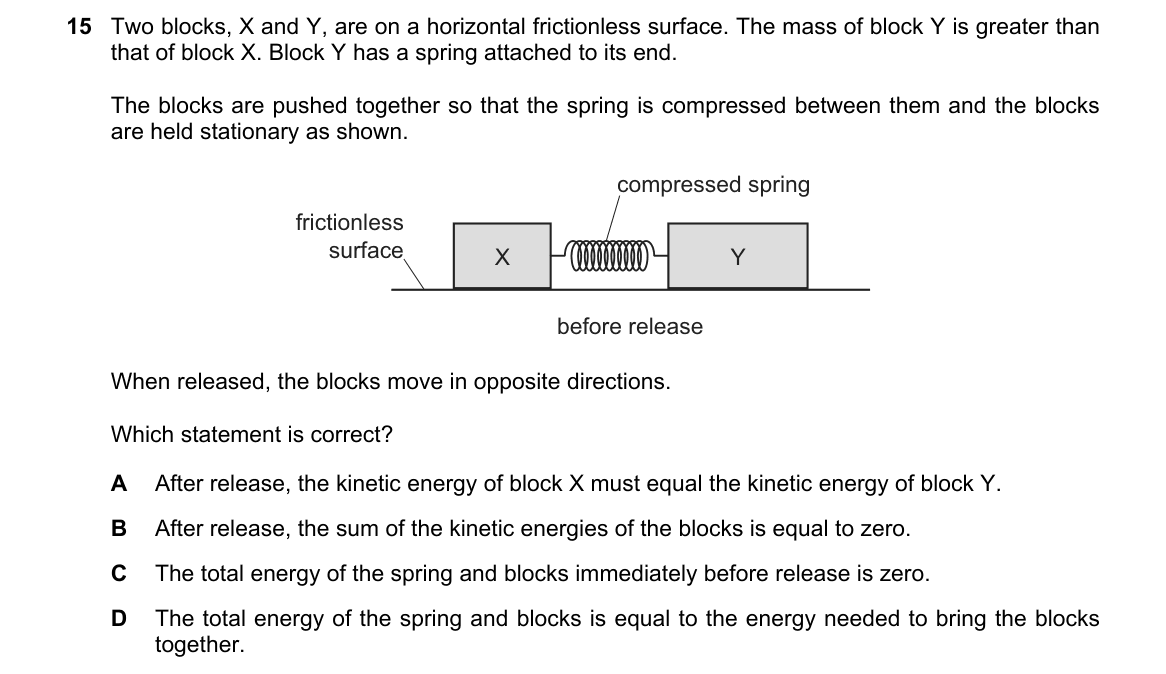 15 Two blocks, X and Y, are on a horizontal frictionless surface. The mass of block Y is greater than
that of block X. Block Y has a spring attached to its end.
The blocks are pushed together so that the spring is compressed between them and the blocks
are held stationary as shown.
compressed spring
frictionless
surface
X
Y
before release
When released, the blocks move in opposite directions.
Which statement is correct?
A After release, the kinetic energy of block X must equal the kinetic energy of block Y.
B After release, the sum of the kinetic energies of the blocks is equal to zero.
C The total energy of the spring and blocks immediately before release is zero.
D The total energy of the spring and blocks is equal to the energy needed to bring the blocks
together.